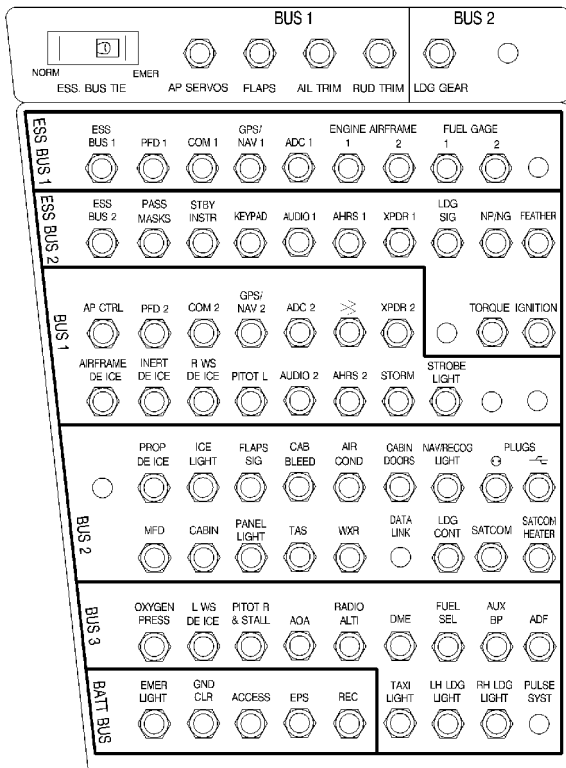 BUS 1 BUS 2
NORM EMER
ESS. BUS TIE AP SERVOS FLAPS AIL TRIM RUD TRIM LDG GEAR
ESS BUS 1
ESS GPS/ ENGINE AIRFRAME FUEL GAGE
BUS 1 PFD 1 COM 1 NAV 1 ADC 1 1 2 1 2
ESS BUS 2
ESS PASS STBY LDG
BUS 2 MASKS INSTR KEYPAD AUDIO 1 AHRS 1 XPDR 1 SIG NP/NG FEATHER
BUS 1
GPS/
AP CTRL PFD 2 COM 2 NAV 2 ADC 2 XPDR 2 TORQUE IGNITION
AIRFRAME INERT R WS STROBE
DE ICE DE ICE DE ICE PITOT L AUDIO 2 AHRS 2 STORM LIGHT
BUS 2
PROP ICE FLAPS CAB AIR CABIN NAV/RECOG PLUGS
DE ICE LIGHT SIG BLEED COND DOORS LIGHT
PANEL DATA LDG SATCOM
MFD CABIN LIGHT TAS WXR LINK CONT SATCOM HEATER
BUS 3
OXYGEN L WS PITOT R RADIO FUEL AUX
PRESS DE ICE & STALL AOA ALTI DME SEL BP ADF
BATT BUS
EMER GND TAXI LH LDG RH LDG PULSE
LIGHT CLR ACCESS EPS REC LIGHT LIGHT LIGHT SYST